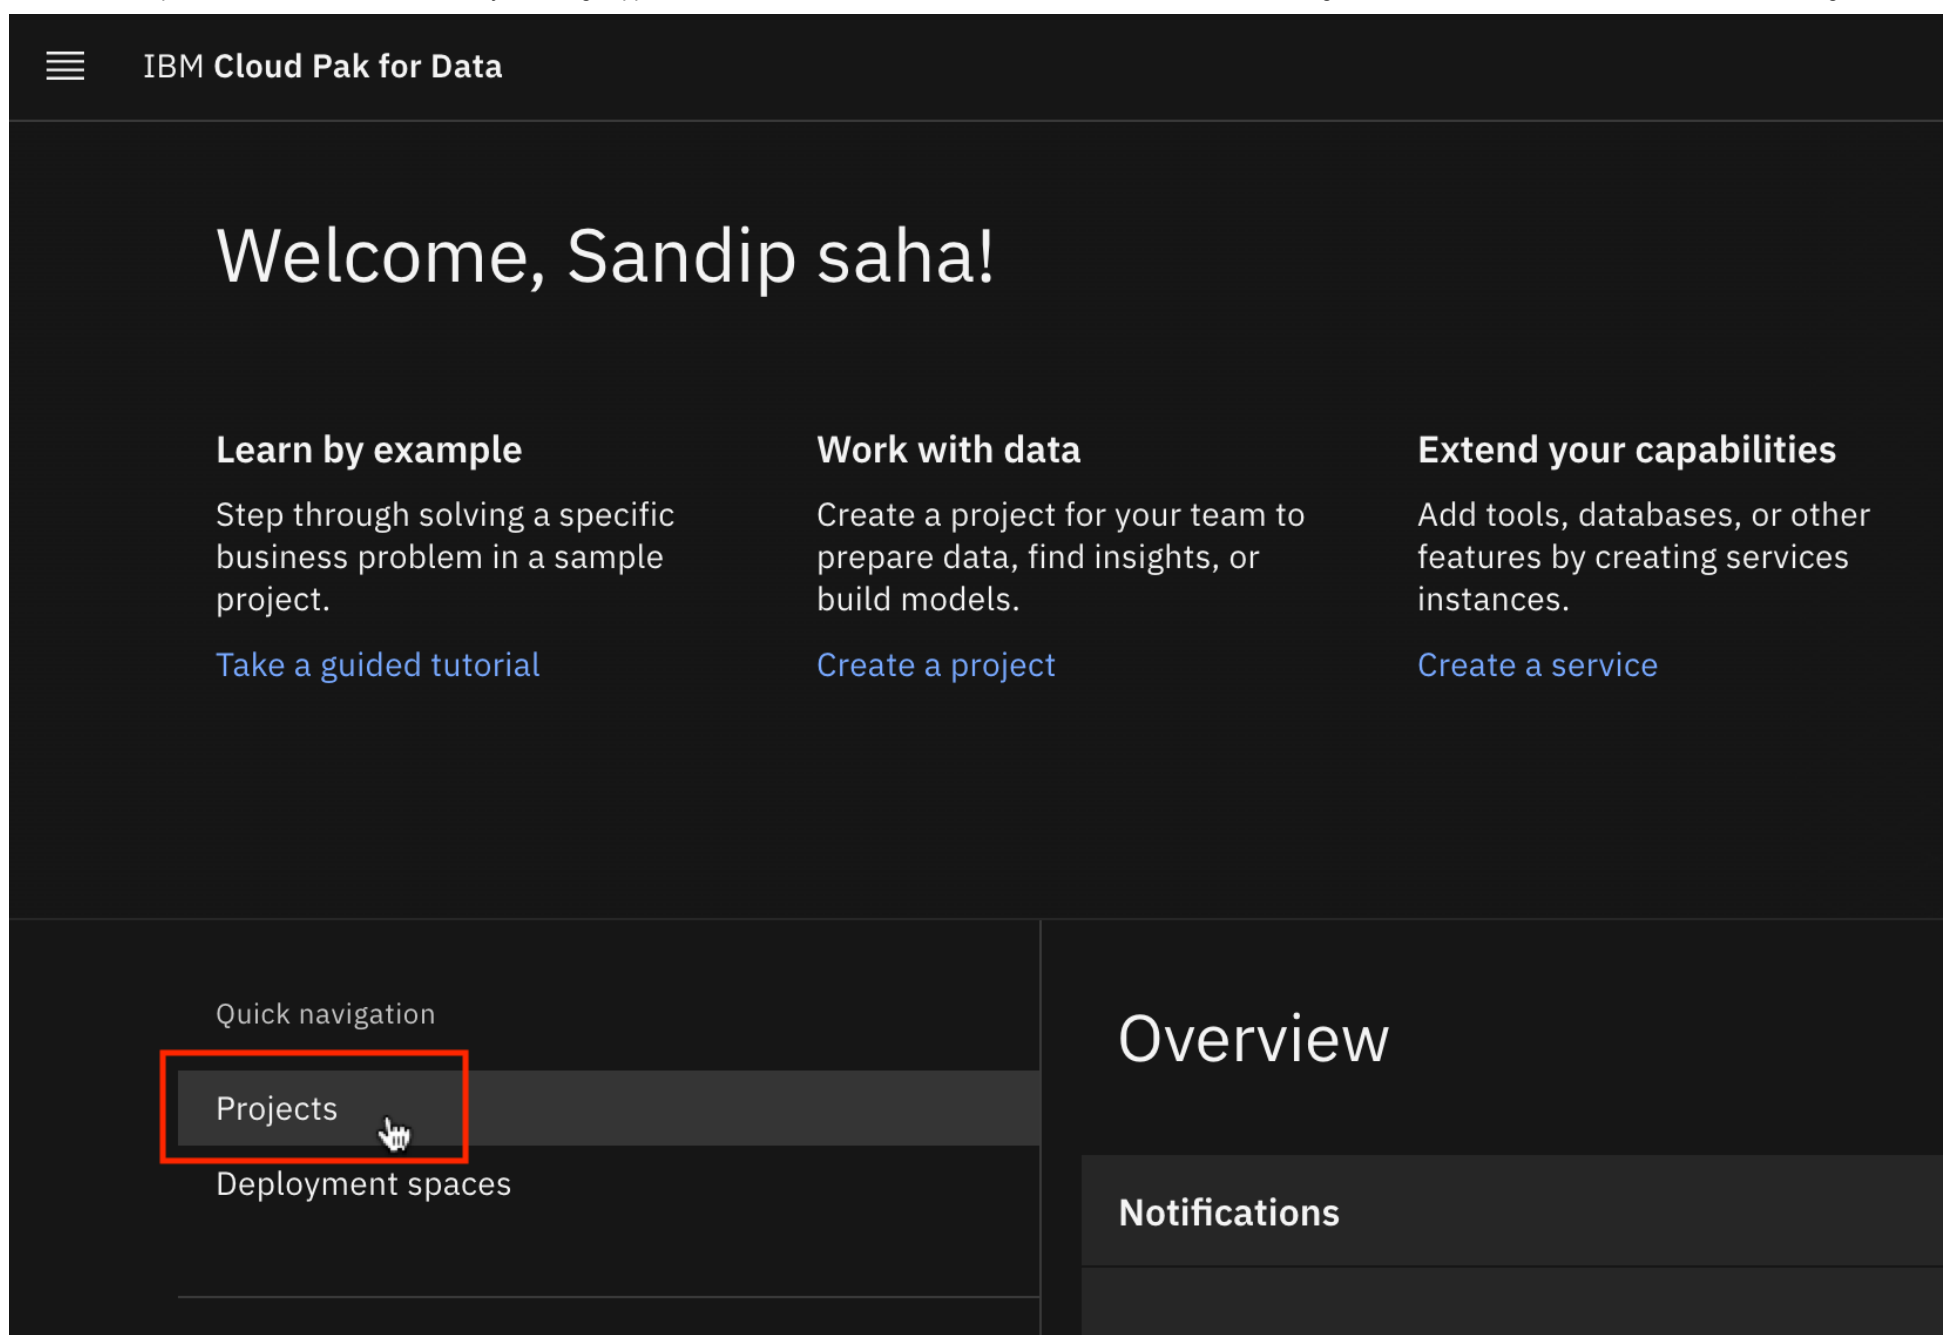 IBM Cloud Pak for Data
Welcome, Sandip saha!
Learn by example
Step through solving a specific
business problem in a sample
project.
Take a guided tutorial
Work with data
Create a project for your team to
prepare data, find insights, or
build models.
Create a project
Extend your capabilities
Add tools, databases, or other
features by creating services
instances.
Create a service
Quick navigation
Projects
Deployment spaces
Overview
Notifications